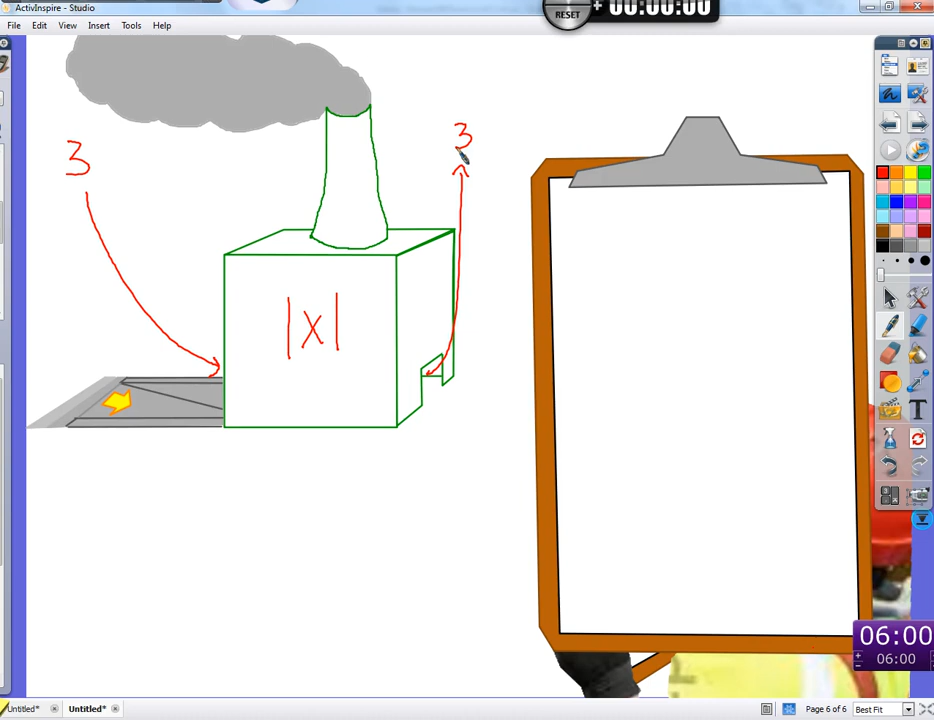 ActivInspire - Studio
RESET
+ 00:00:00
File Edit View Insert Tools Help
3
3
|x|
T
06:00
06:00
Untitled* Untitled*
Page 6 of 6 Best Fit